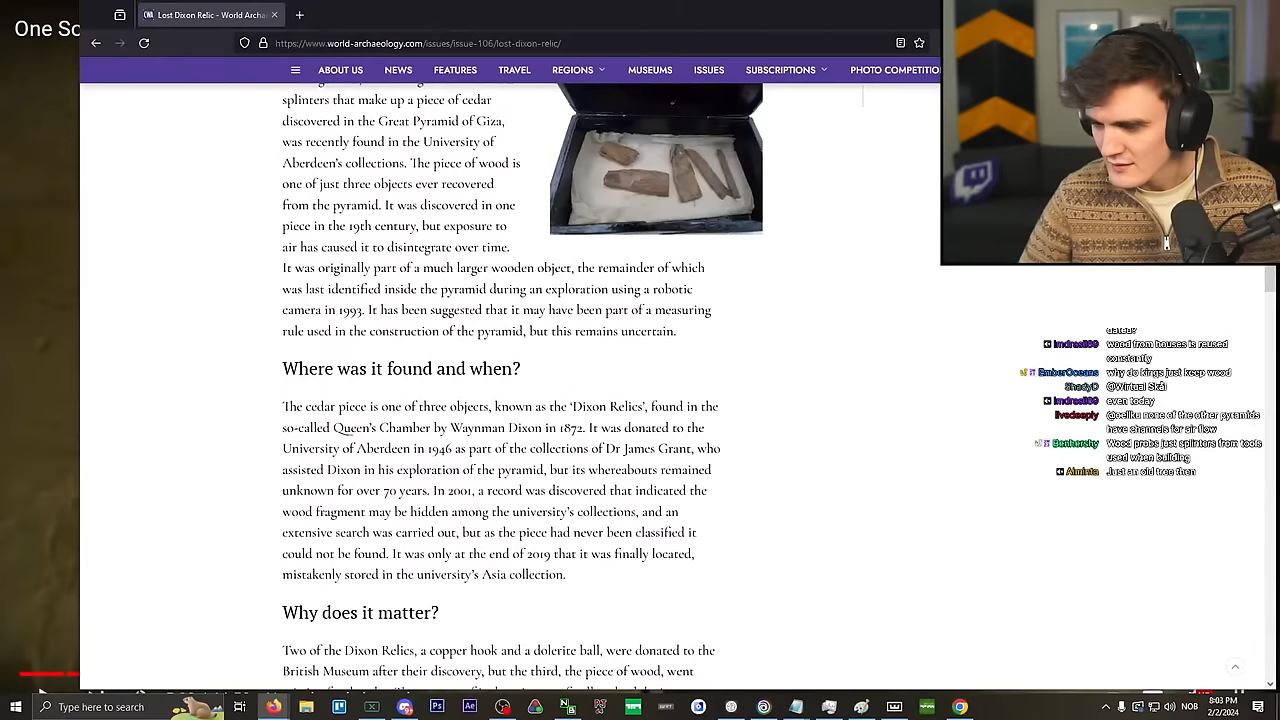 One So
Lost Dixon Relic - World Archa
https://www.world-archaeology.com/issues/issue-106/lost-dixon-relic/
ABOUT US NEWS FEATURES TRAVEL REGIONS MUSEUMS ISSUES SUBSCRIPTIONS PHOTO COMPETITIO
splinters that make up a piece of cedar
discovered in the Great Pyramid of Giza,
was recently found in the University of
Aberdeen's collections. The piece of wood is
one of just three objects ever recovered
from the pyramid. It was discovered in one
piece in the 19th century, but exposure to
air has caused it to disintegrate over time.
It was originally part of a much larger wooden object, the remainder of which
was last identified inside the pyramid during an exploration using a robotic
camera in 1993. It has been suggested that it may have been part of a measuring
rule used in the construction of the pyramid, but this remains uncertain.
Where was it found and when?
The cedar piece is one of three objects, known as the 'Dixon Relics', found in the
so-called Queen's Chamber by Waynman Dixon in 1872. It was donated to the
University of Aberdeen in 1946 as part of the collections of Dr James Grant, who
assisted Dixon in his exploration of the pyramid, but its whereabouts remained
unknown for over 70 years. In 2001, a record was discovered that indicated the
wood fragment may be hidden among the university's collections, and an
extensive search was carried out, but as the piece had never been classified it
could not be found. It was only at the end of 2019 that it was finally located,
mistakenly stored in the university's Asia collection.
Why does it matter?
Two of the Dixon Relics, a copper hook and a dolerite ball, were donated to the
British Museum after their discovery, but the third, the piece of wood, went
dated?
imdrasil89 wood from houses is reused
constantly
EmberOceans why do kings just keep wood
ShadyD @Wirtual Skål
imdrasil89 even today
livedeeply @oellku none of the other pyramids
have channels for air flow
Benhershy Wood probs just splinters from tools
used when building
Alminta Just an old tree then
Type here to search
NOB
8:03 PM
2/2/2024